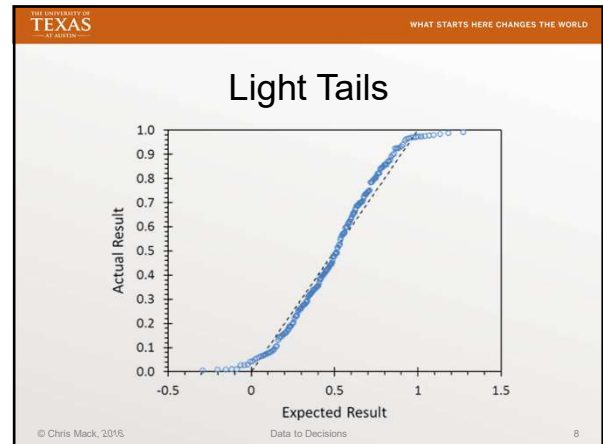 THE UNIVERSITY OF
TEXAS
AT AUSTIN
WHAT STARTS HERE CHANGES THE WORLD
Light Tails
1.0
0.9
0.8
0.7
0.6
0.5
0.4
0.3
0.2
0.1
0.0
Actual Result
-0.5 0 0.5 1 1.5
Expected Result
© Chris Mack, 2016 Data to Decisions 8